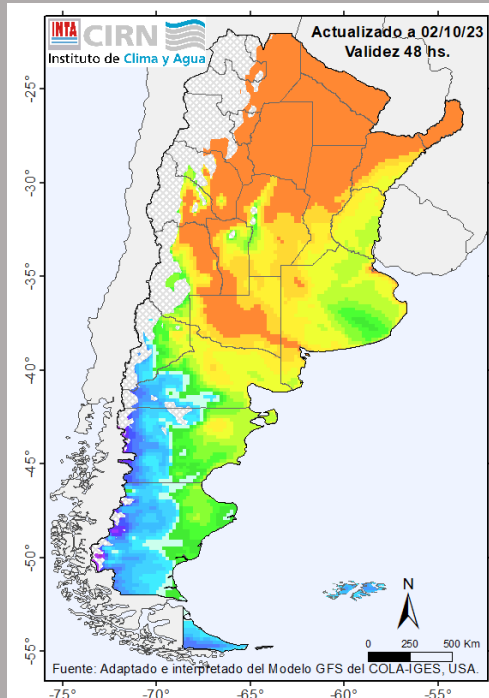 INTA CIRN
Instituto de Clima y Agua
Actualizado a 02/10/23
Validez 48 hs.
-25°
-30°
-35°
-40°
-45°
-50°
-55°
N
0 250 500 Km
Fuente: Adaptado e interpretado del Modelo GFS del COLA-IGES, USA.
-75° -70° -65° -60° -55°